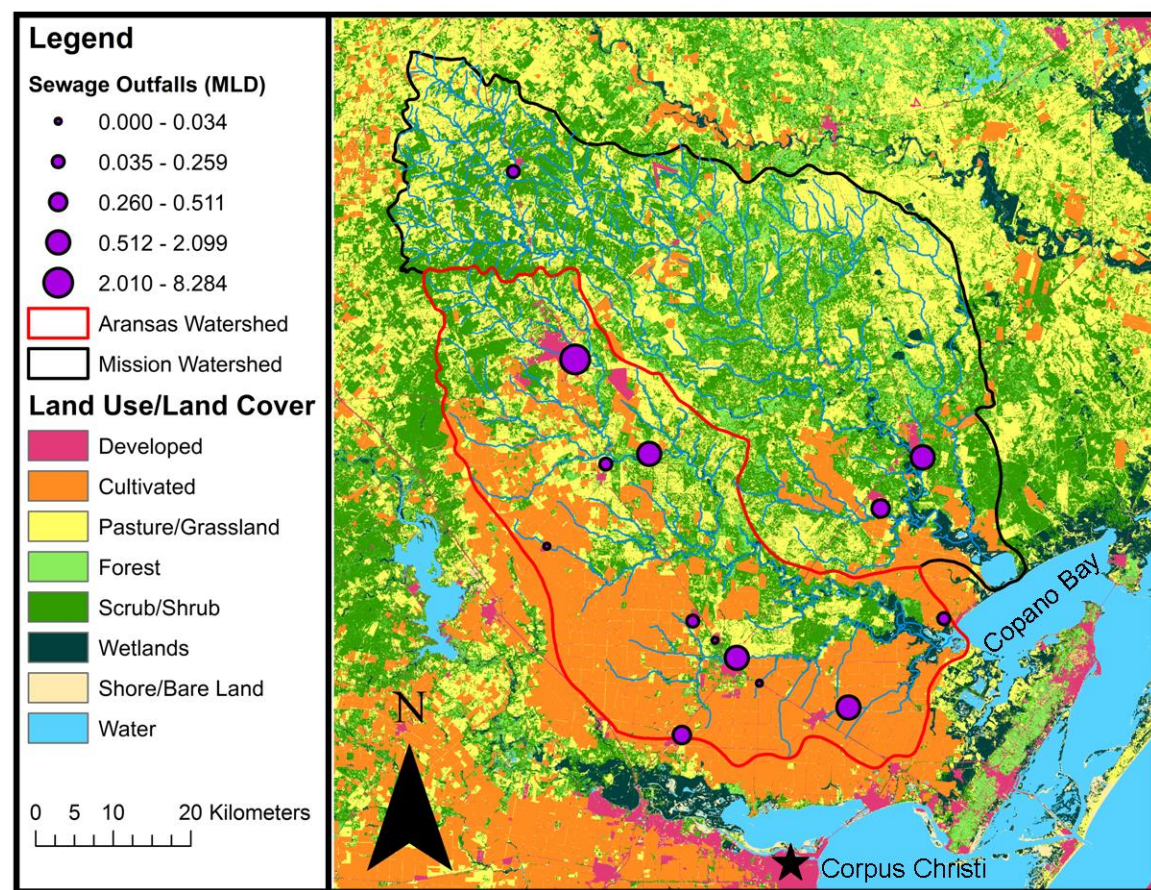 Legend
Sewage Outfalls (MLD)
0.000 - 0.034
0.035 - 0.259
0.260 - 0.511
0.512 - 2.099
2.010 - 8.284
Aransas Watershed
Mission Watershed
Land Use/Land Cover
Developed
Cultivated
Pasture/Grassland
Forest
Scrub/Shrub
Wetlands
Shore/Bare Land
Water
N
0 5 10 20 Kilometers
Copano Bay
Corpus Christi